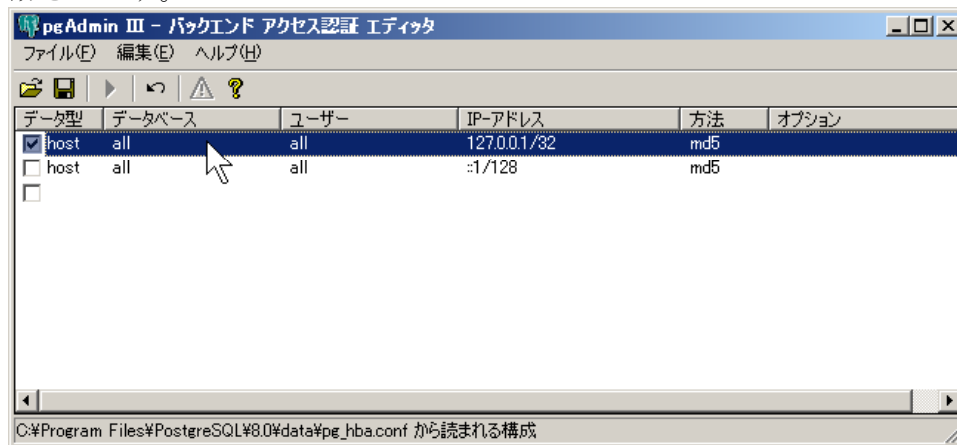 pgAdmin III - バックエンド アクセス認証 エディッタ
ファイル(F) 編集(E) ヘルプ(H)
データ型 データベース ユーザー IP-アドレス 方法 オプション
host all all 127.0.0.1/32 md5
host all all ::1/128 md5
C:¥Program Files¥PostgreSQL¥8.0¥data¥pg_hba.conf から読まれる構成